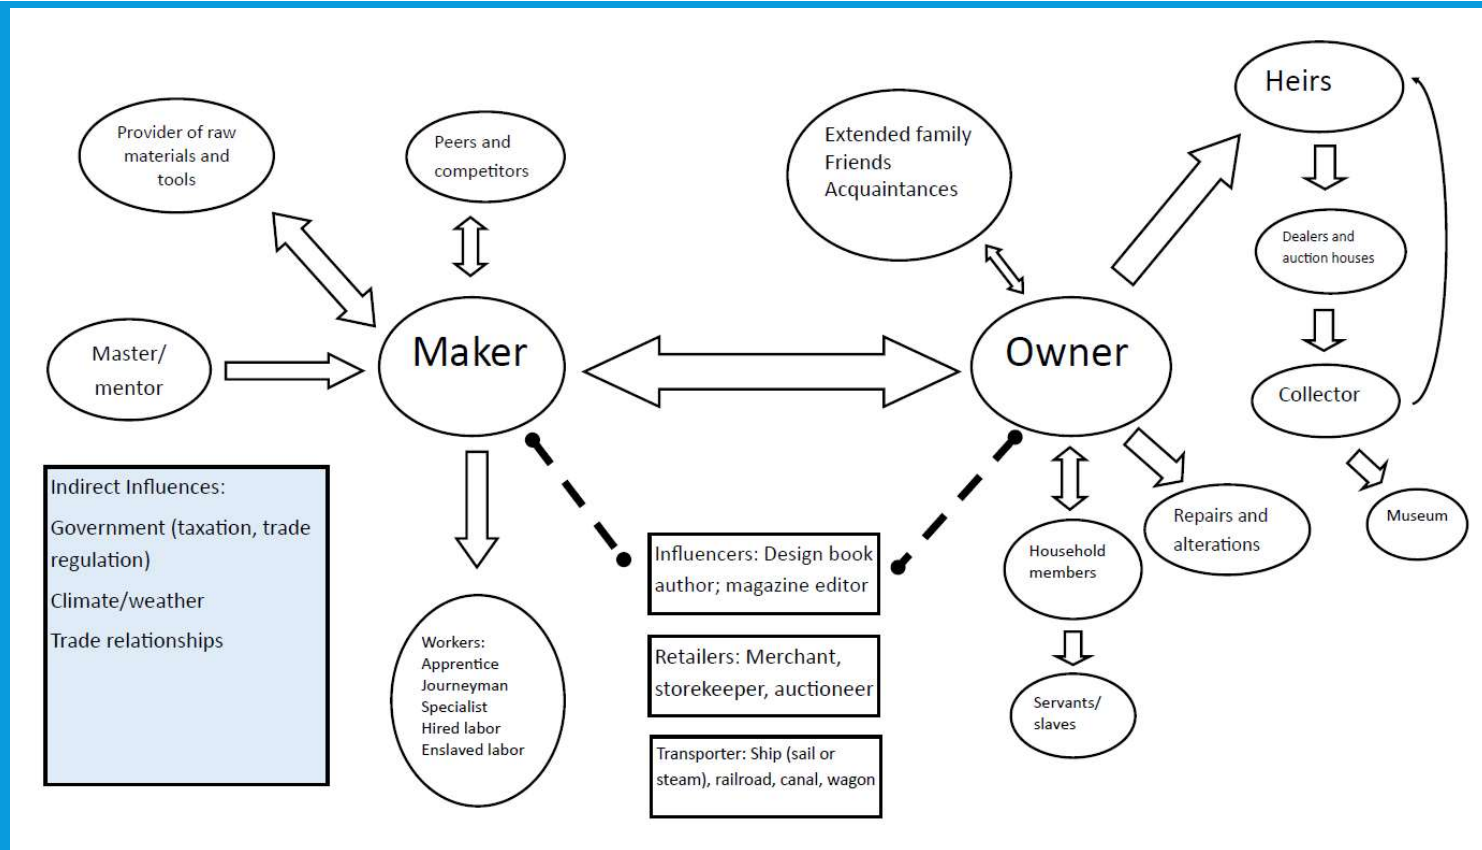 Provider of raw
materials and
tools
Peers and
competitors
Extended family
Friends
Acquaintances
Heirs
Dealers and
auction houses
Master/
mentor
Maker
Owner
Collector
Indirect Influences:
Government (taxation, trade
regulation)
Climate/weather
Trade relationships
Workers:
Apprentice
Journeyman
Specialist
Hired labor
Enslaved labor
Influencers: Design book
author; magazine editor
Retailers: Merchant,
storekeeper, auctioneer
Transporter: Ship (sail or
steam), railroad, canal, wagon
Household
members
Servants/
slaves
Repairs and
alterations
Museum